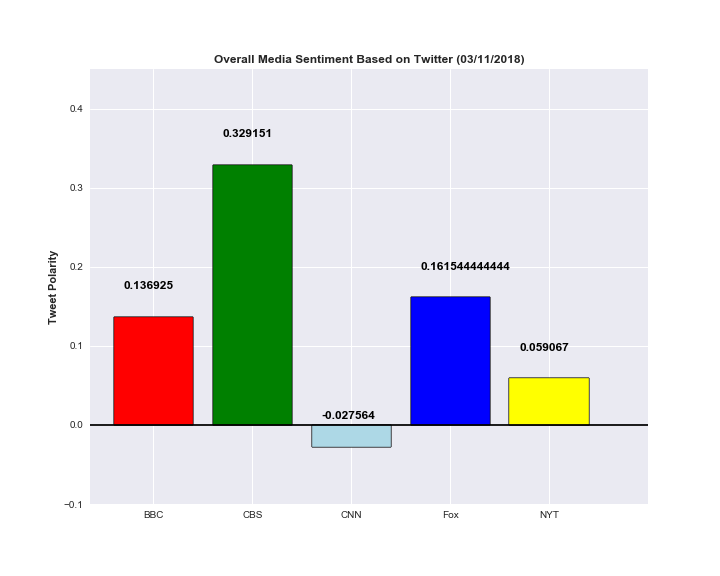 Overall Media Sentiment Based on Twitter (03/11/2018)
0.4
0.3
0.2
0.1
0.0
−0.1
Tweet Polarity
0.136925
0.329151
-0.027564
0.161544444444
0.059067
BBC
CBS
CNN
Fox
NYT